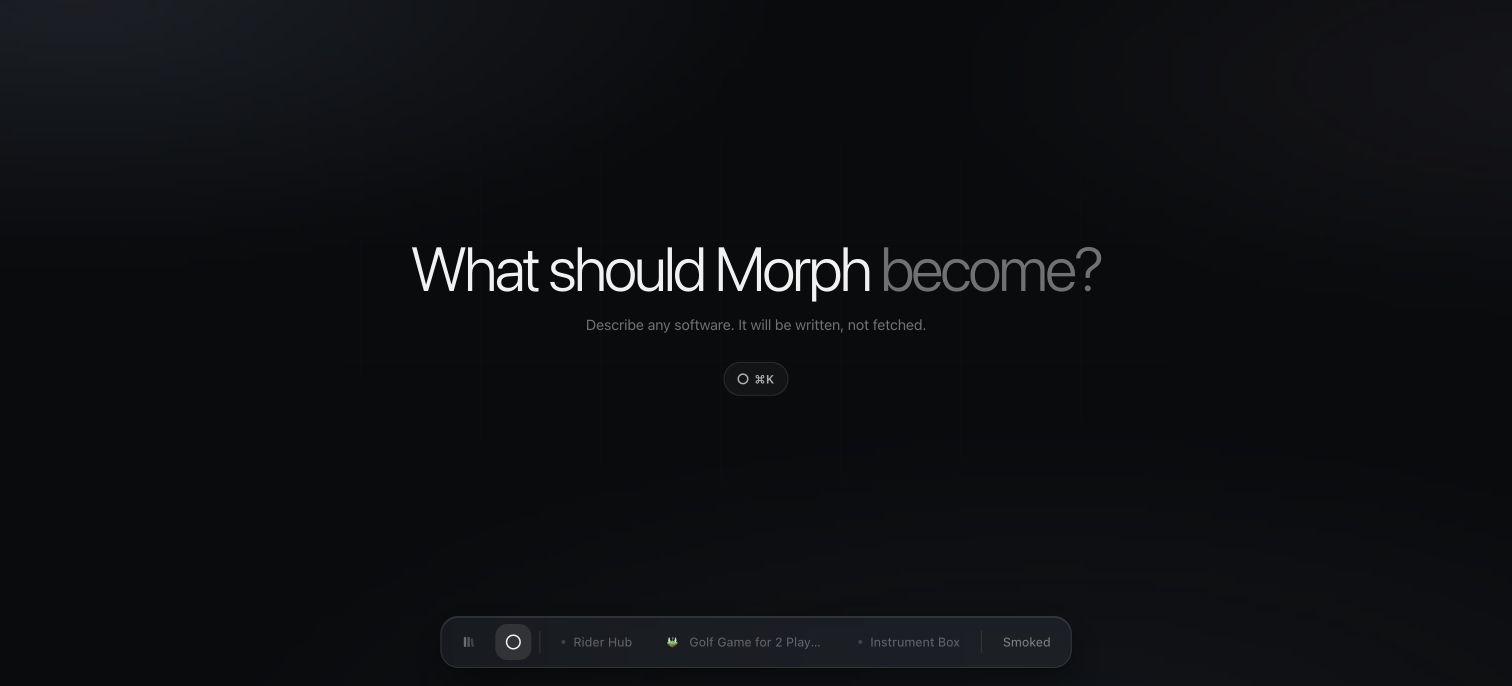 What should Morph become?
Describe any software. It will be written, not fetched.
⌘K
Rider Hub
Golf Game for 2 Play...
Instrument Box
Smoked